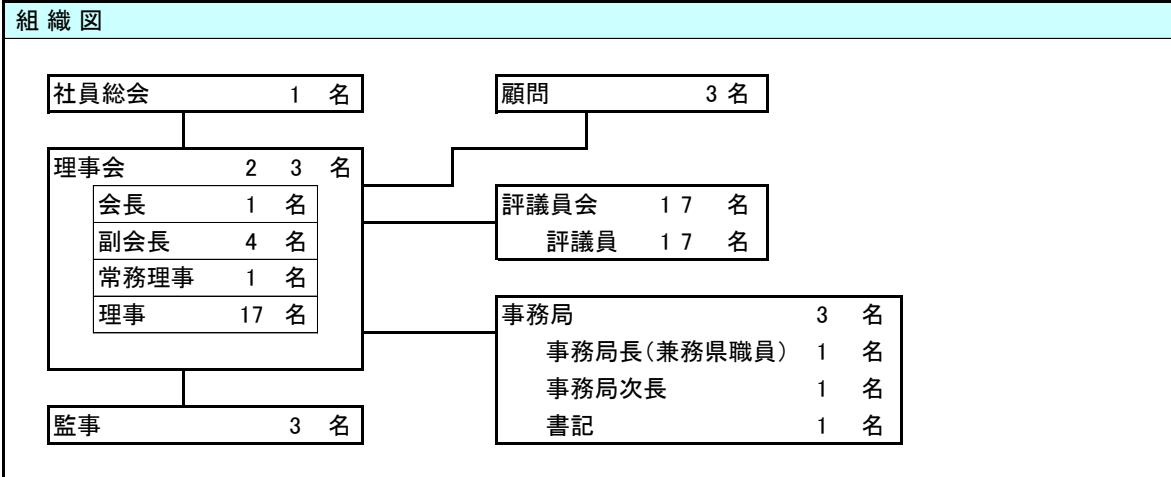 組織図
社員総会 1 名
顧問 3 名
理事会 2 3 名
会長 1 名
副会長 4 名
常務理事 1 名
理事 17 名
評議員会 1 7 名
評議員 1 7 名
事務局 3 名
事務局長(兼務県職員) 1 名
事務局次長 1 名
書記 1 名
監事 3 名